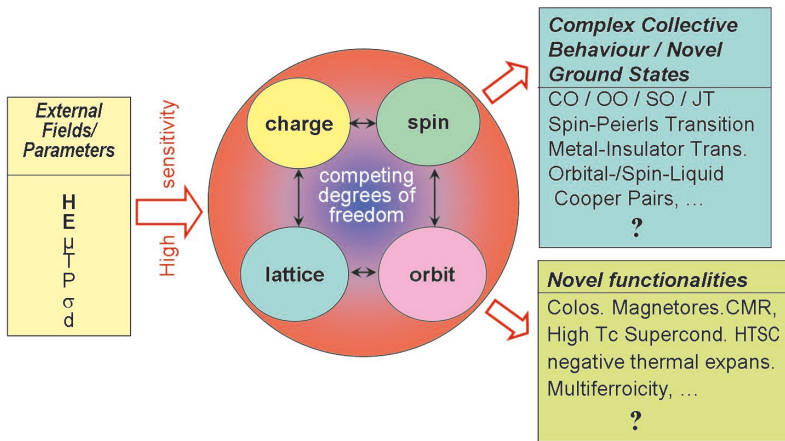 External
Fields/
Parameters
H
E
μ
T
P
σ
d
High sensitivity
charge
spin
competing
degrees of
freedom
lattice
orbit
Complex Collective
Behaviour / Novel
Ground States
CO / OO / SO / JT
Spin-Peierls Transition
Metal-Insulator Trans.
Orbital-/Spin-Liquid
Cooper Pairs, …
?
Novel functionalities
Colos. Magnetores.CMR,
High Tc Supercond. HTSC
negative thermal expans.
Multiferroicity, …
?